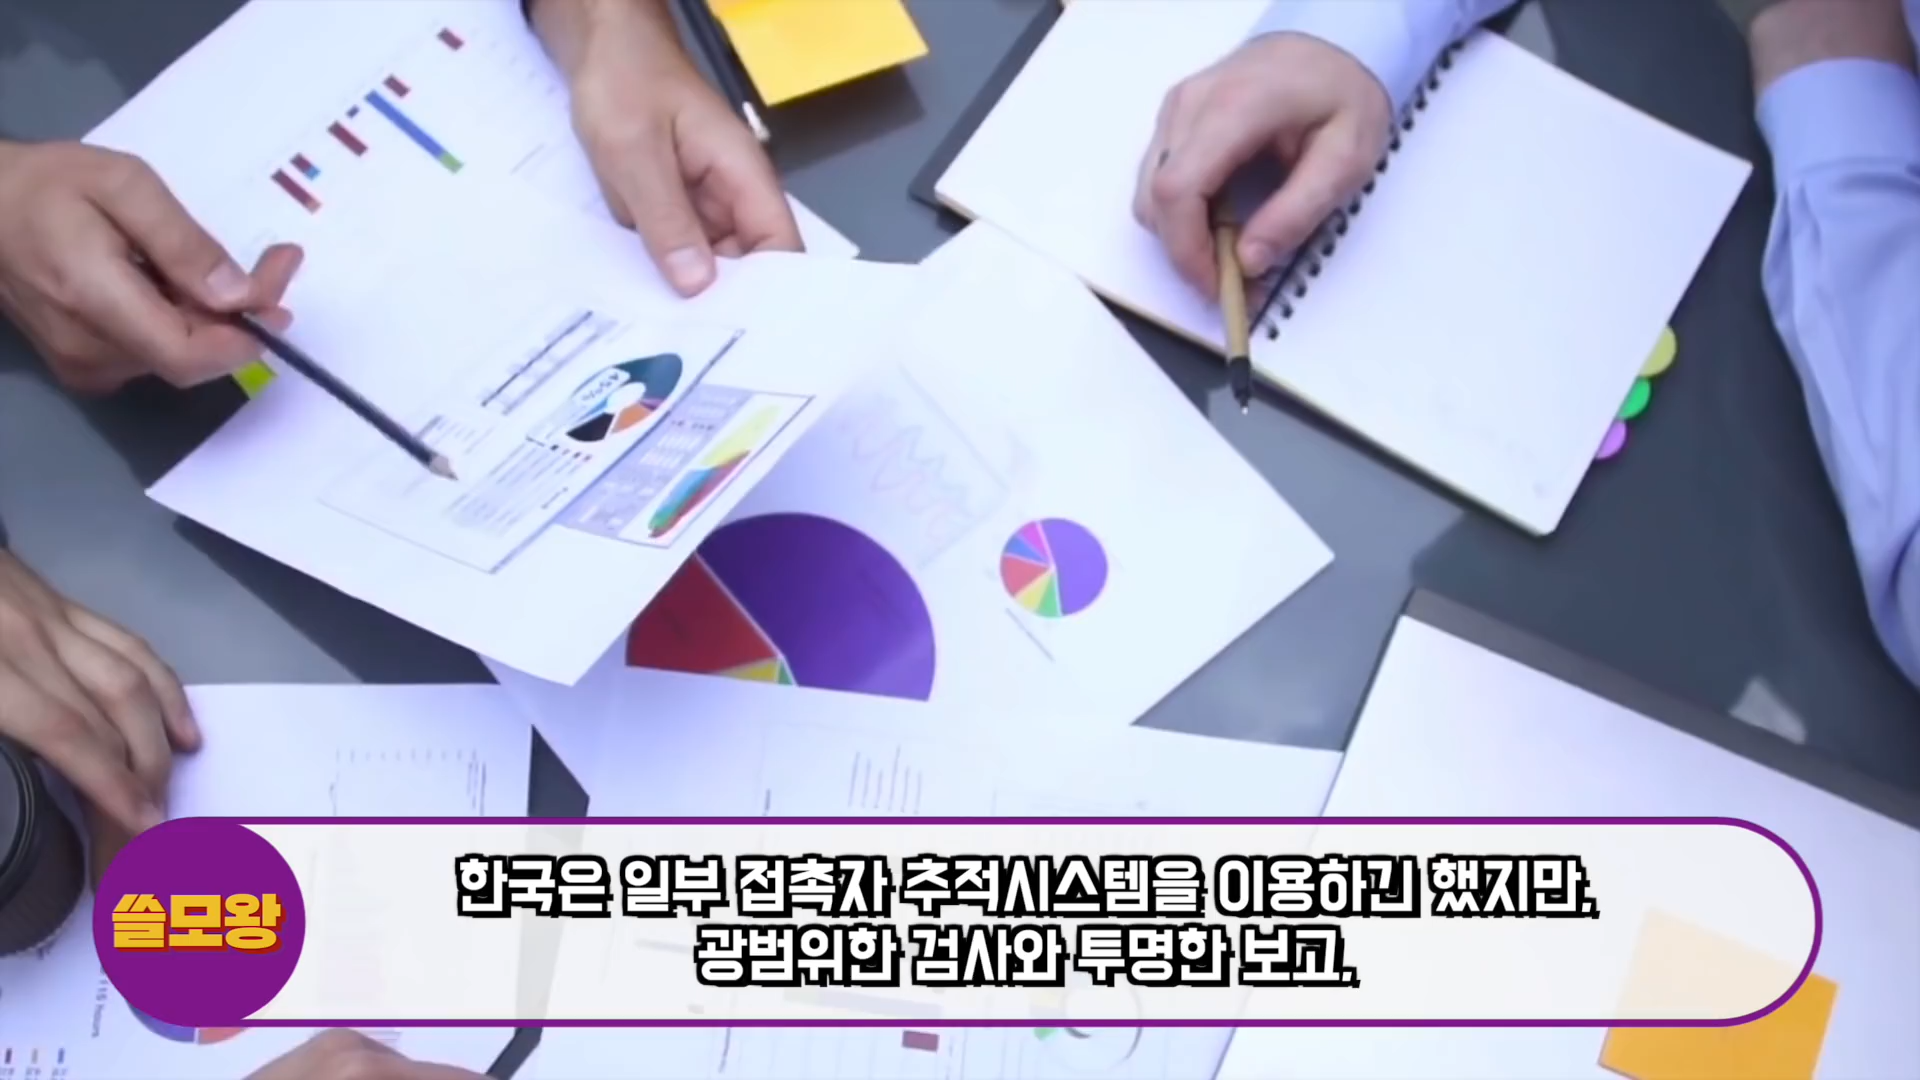 쓸모왕
한국은 일부 접촉자 추적시스템을 이용하긴 했지만,
광범위한 검사와 투명한 보고,